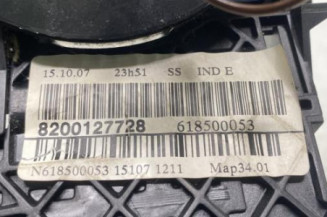 15.10.07 23h51 SS IND E
8200127728 618500053
N618500053 15107 1211 Map34.01